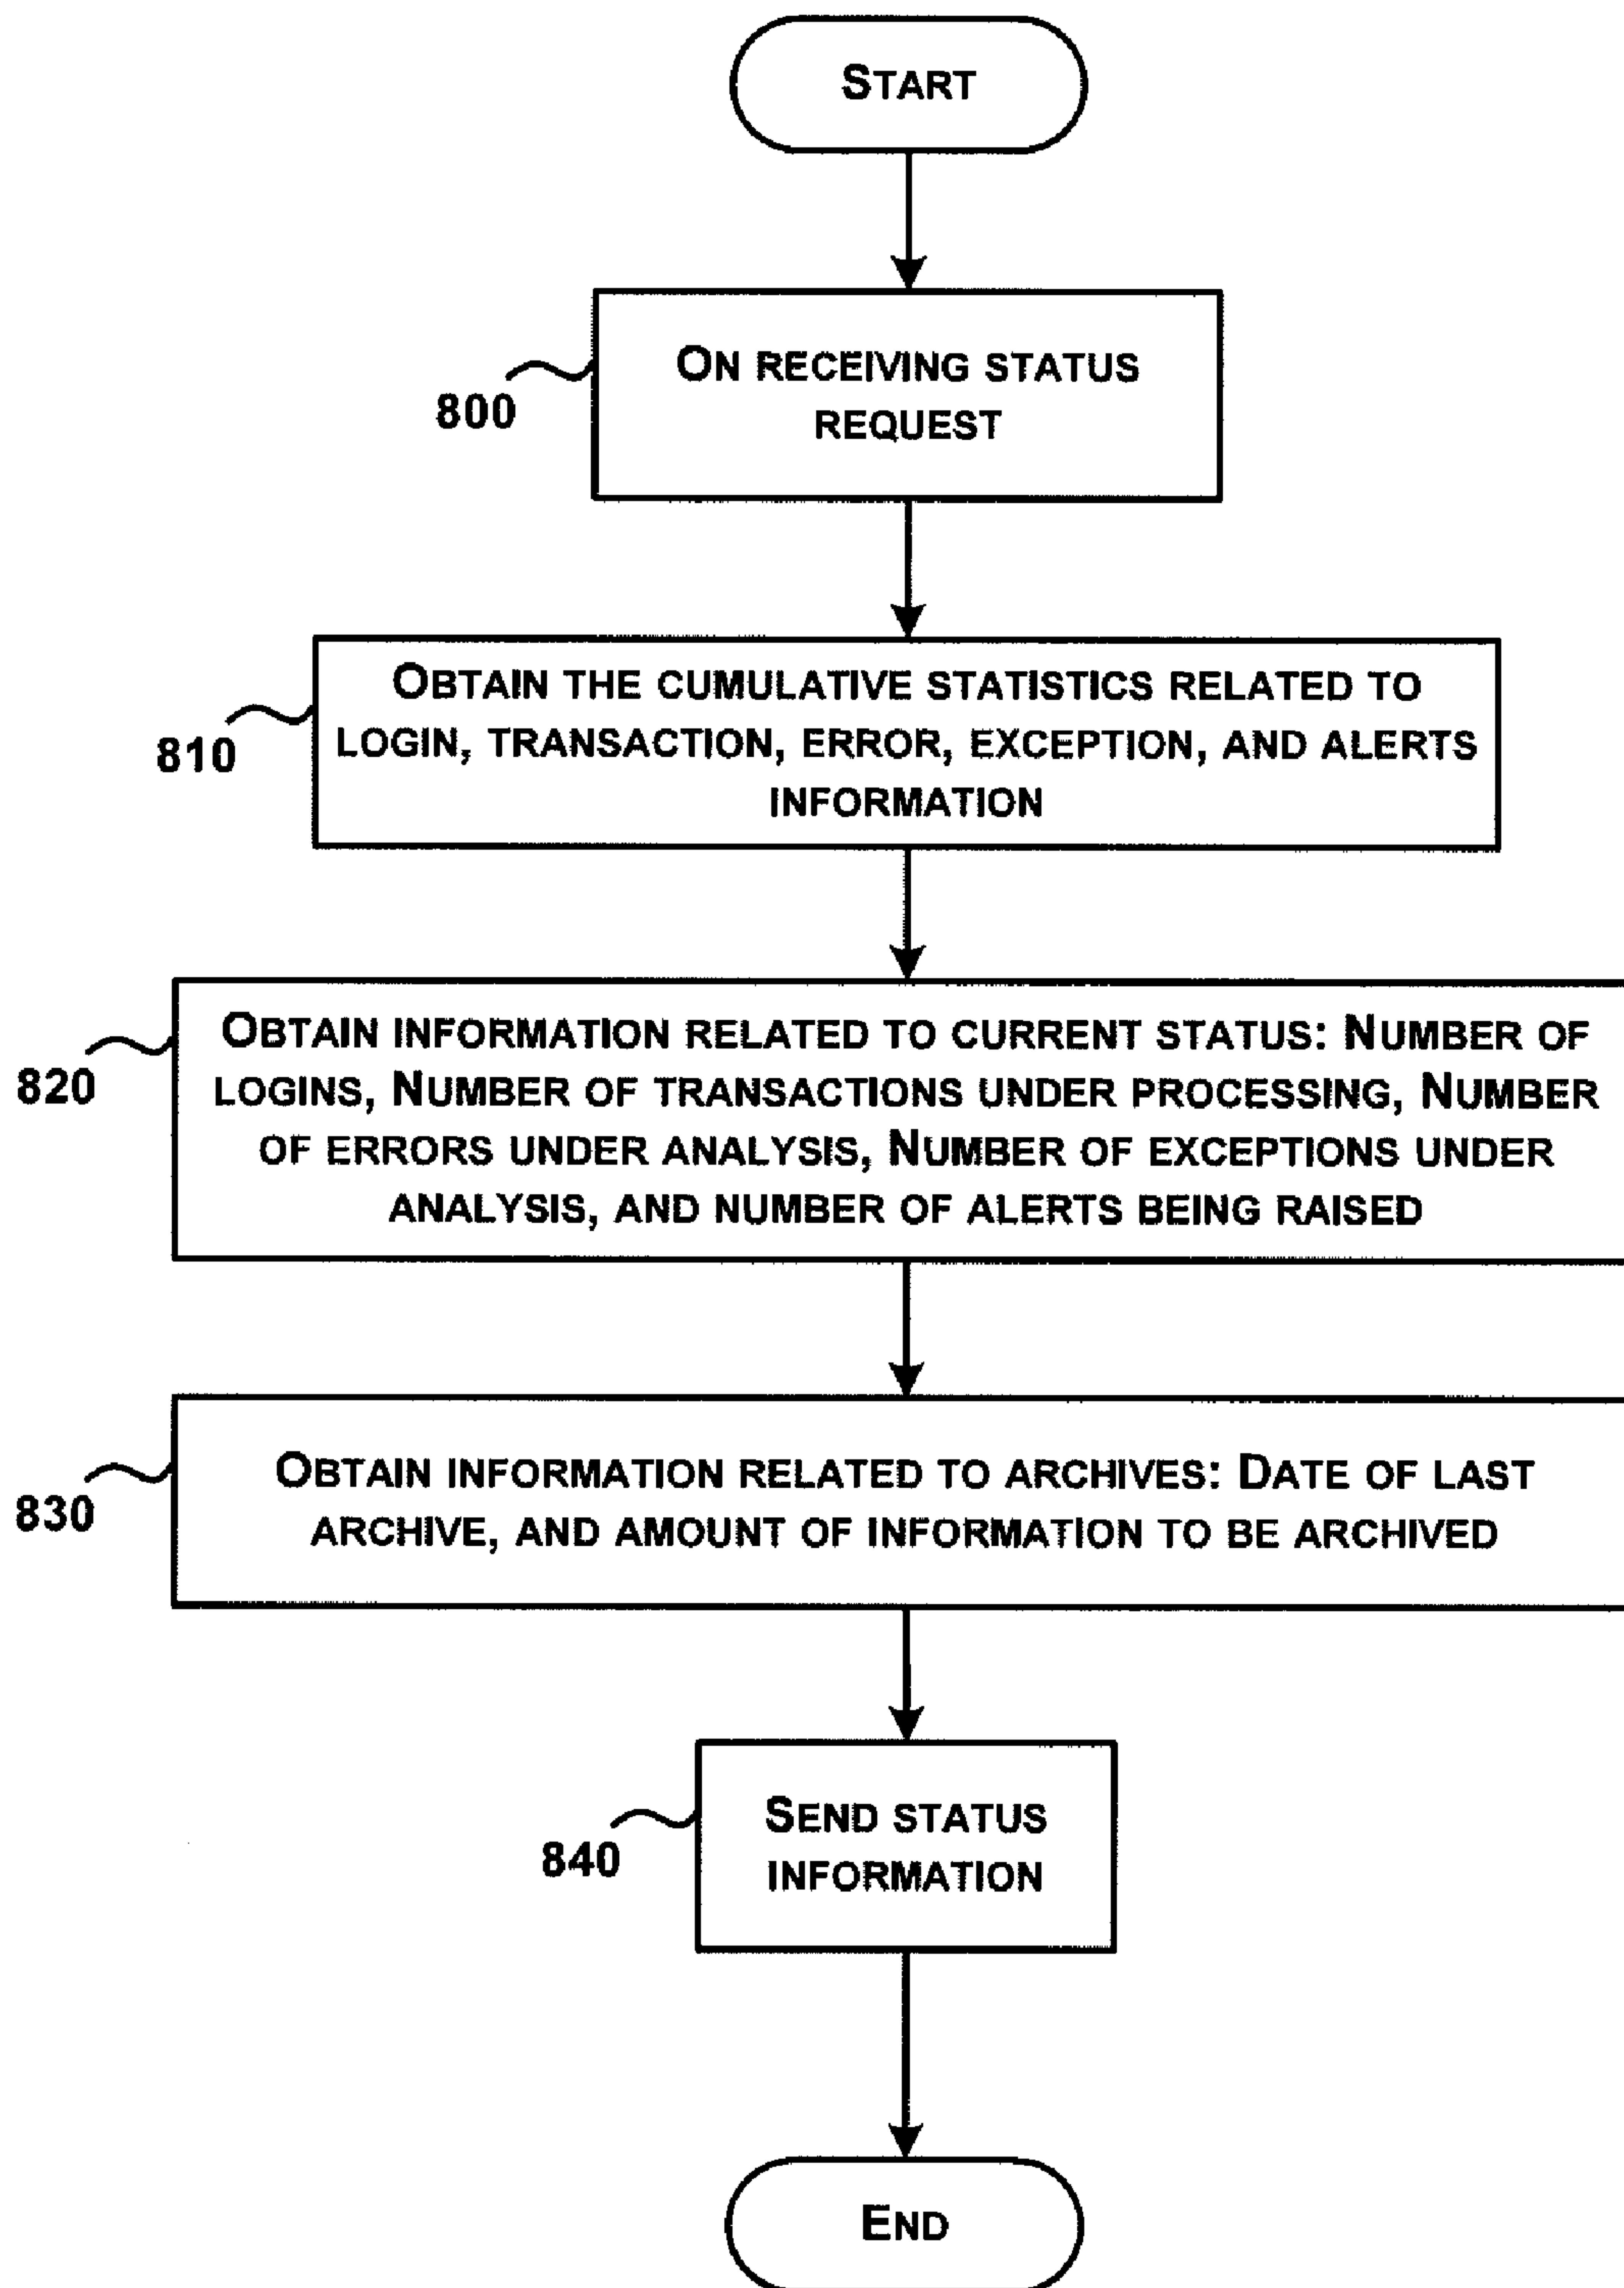 START
ON RECEIVING STATUS
REQUEST
800
OBTAIN THE CUMULATIVE STATISTICS RELATED TO
LOGIN, TRANSACTION, ERROR, EXCEPTION, AND ALERTS
INFORMATION
810
OBTAIN INFORMATION RELATED TO CURRENT STATUS: NUMBER OF
LOGINS, NUMBER OF TRANSACTIONS UNDER PROCESSING, NUMBER
OF ERRORS UNDER ANALYSIS, NUMBER OF EXCEPTIONS UNDER
ANALYSIS, AND NUMBER OF ALERTS BEING RAISED
820
OBTAIN INFORMATION RELATED TO ARCHIVES: DATE OF LAST
ARCHIVE, AND AMOUNT OF INFORMATION TO BE ARCHIVED
830
SEND STATUS
INFORMATION
840
END